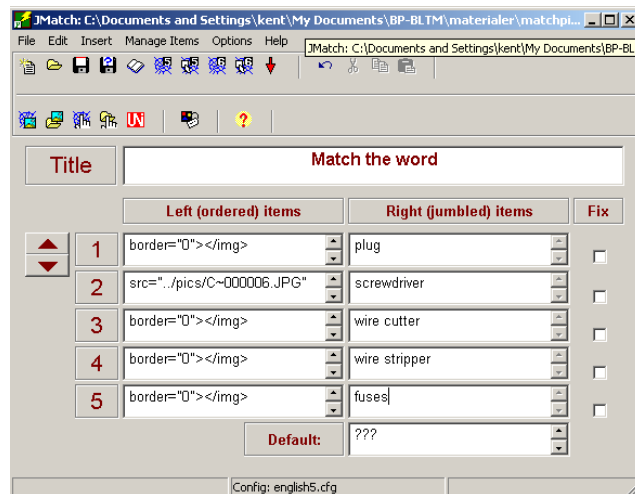 JMatch: C:\Documents and Settings\kent\My Documents\BP-BLTM\materialer\matchpi...
File Edit Insert Manage Items Options Help
JMatch: C:\Documents and Settings\kent\My Documents\BP-BL
UN
?
Title
Match the word
Left (ordered) items Right (jumbled) items Fix
1 border="0"></img> plug
2 src="../pics/C~000006.JPG" screwdriver
3 border="0"></img> wire cutter
4 border="0"></img> wire stripper
5 border="0"></img> fuses
Default: ???
Config: english5.cfg